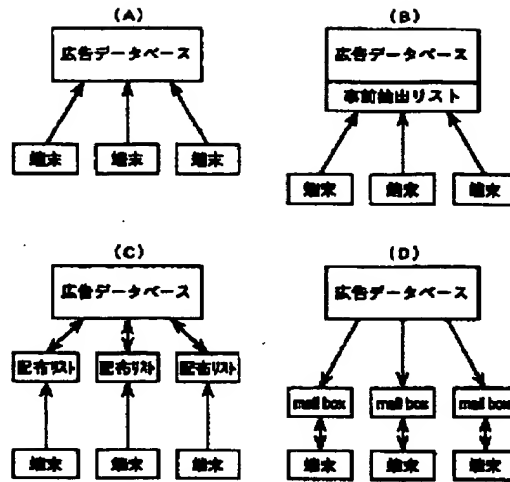 (A)
広告データベース
端末
端末
端末
(B)
広告データベース
事前抽出リスト
端末
端末
端末
(C)
広告データベース
配布リスト
配布リスト
配布リスト
端末
端末
端末
(D)
広告データベース
mail box
mail box
mail box
端末
端末
端末